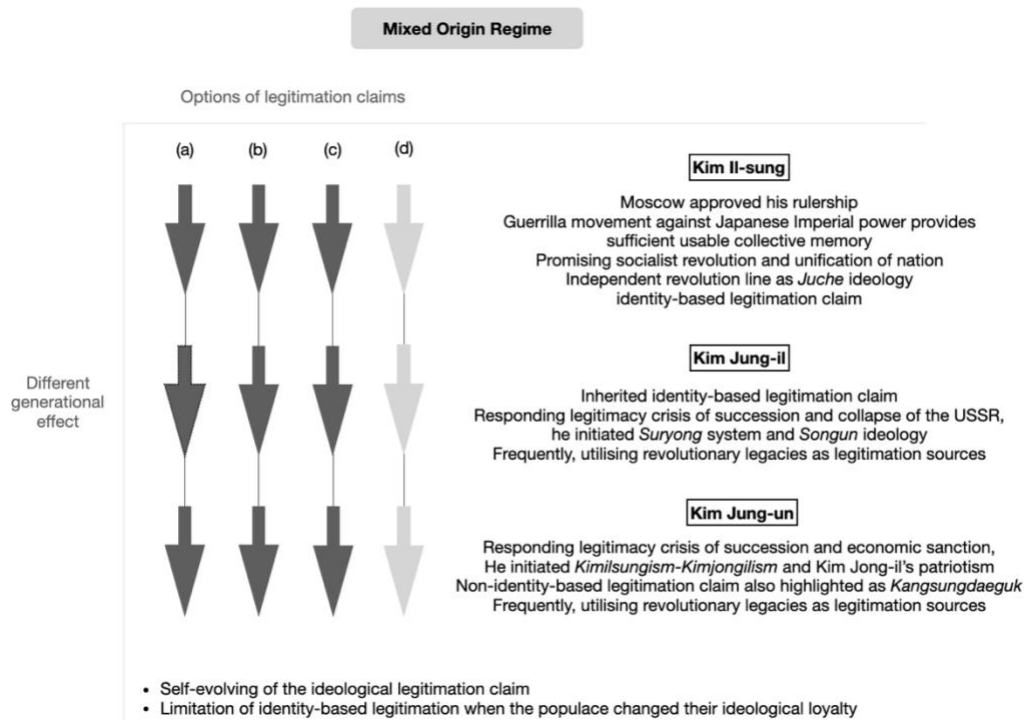 Mixed Origin Regime
Options of legitimation claims
(a) (b) (c) (d)
Kim Il-sung
Moscow approved his rulership
Guerrilla movement against Japanese Imperial power provides
sufficient usable collective memory
Promising socialist revolution and unification of nation
Independent revolution line as Juche ideology
identity-based legitimation claim
Different
generational
effect
Kim Jung-il
Inherited identity-based legitimation claim
Responding legitimacy crisis of succession and collapse of the USSR,
he initiated Suryong system and Songun ideology
Frequently, utilising revolutionary legacies as legitimation sources
Kim Jung-un
Responding legitimacy crisis of succession and economic sanction,
He initiated Kimilsungism-Kimjongilism and Kim Jong-il's patriotism
Non-identity-based legitimation claim also highlighted as Kangsungdaeguk
Frequently, utilising revolutionary legacies as legitimation sources
• Self-evolving of the ideological legitimation claim
• Limitation of identity-based legitimation when the populace changed their ideological loyalty